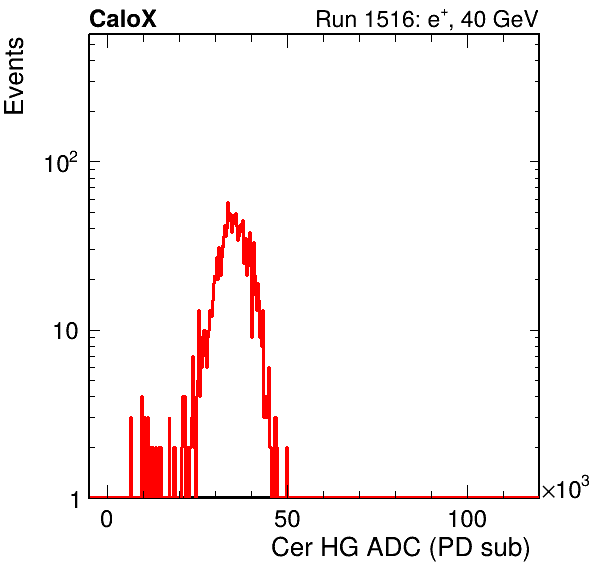 CaloX Run 1516: e⁺, 40 GeV
Events
10²
10
1
×10³
0 50 100
Cer HG ADC (PD sub)